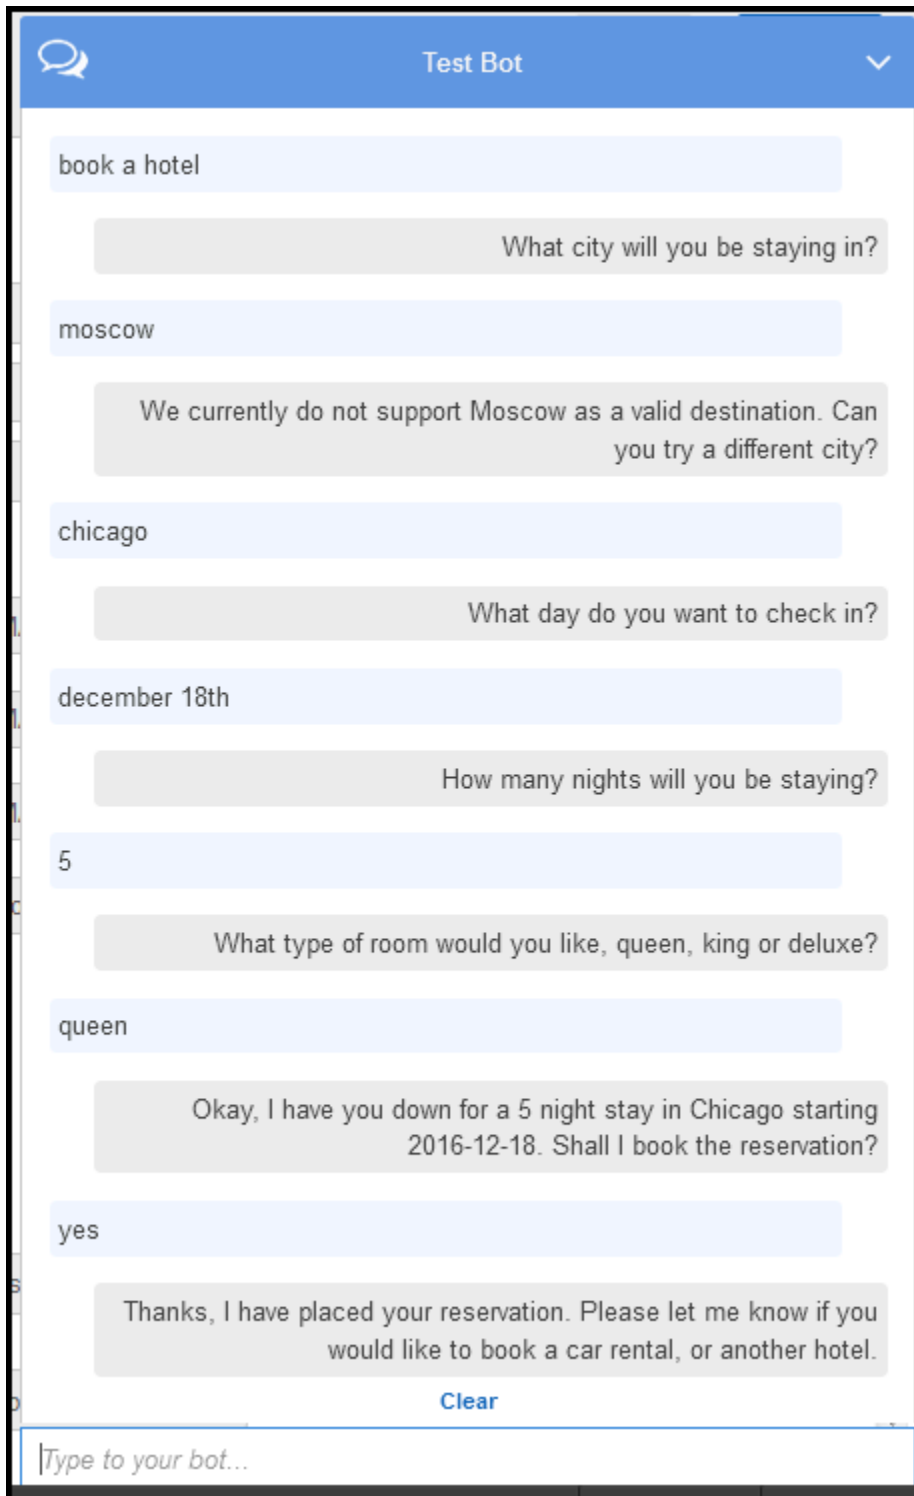 Test Bot
book a hotel
What city will you be staying in?
moscow
We currently do not support Moscow as a valid destination. Can
you try a different city?
chicago
What day do you want to check in?
december 18th
How many nights will you be staying?
5
What type of room would you like, queen, king or deluxe?
queen
Okay, I have you down for a 5 night stay in Chicago starting
2016-12-18. Shall I book the reservation?
yes
Thanks, I have placed your reservation. Please let me know if you
would like to book a car rental, or another hotel.
Clear
Type to your bot...